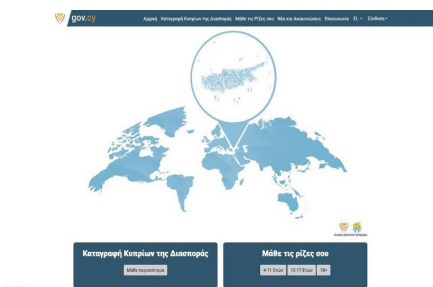 gov.cy
Αρχική Καταγραφή Κυπρίων της Διασποράς Μάθε τις Ρίζες σου Νέα και Ανακοινώσεις Επικοινωνία EL Σύνδεση
Καταγραφή Κυπρίων της Διασποράς
Μάθε περισσότερα
Μάθε τις ρίζες σου
4-11 Ετών 12-17 Ετών 18+